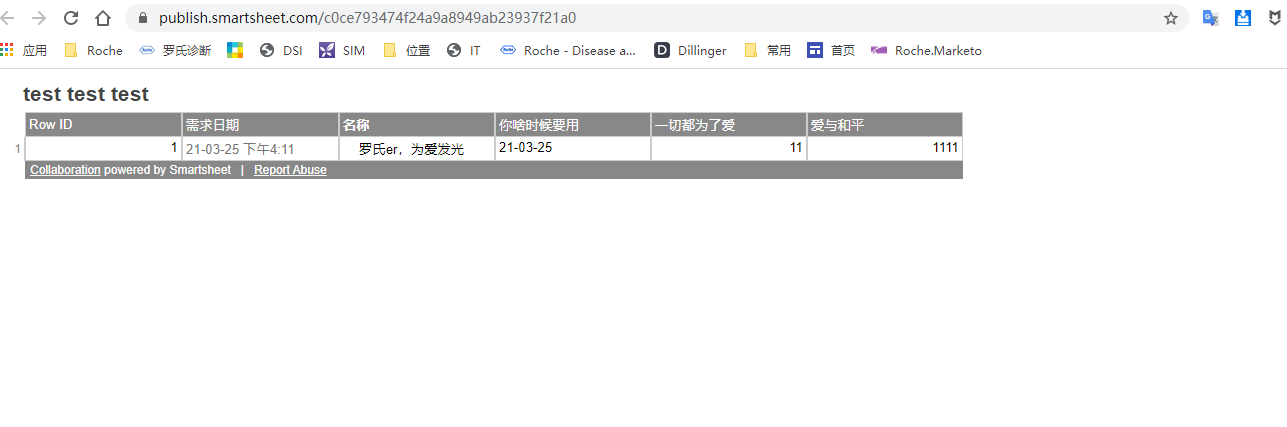 publish.smartsheet.com/c0ce793474f24a9a8949ab23937f21a0
应用 Roche 罗氏诊断 DSI SIM 位置 IT Roche - Disease a... D Dillinger 常用 首页 Roche.Marketo
test test test
Row ID 需求日期 名称 你啥时候要用 一切都为了爱 爱与和平
1 1 21-03-25 下午4:11 罗氏er，为爱发光 21-03-25 11 1111
Collaboration powered by Smartsheet | Report Abuse